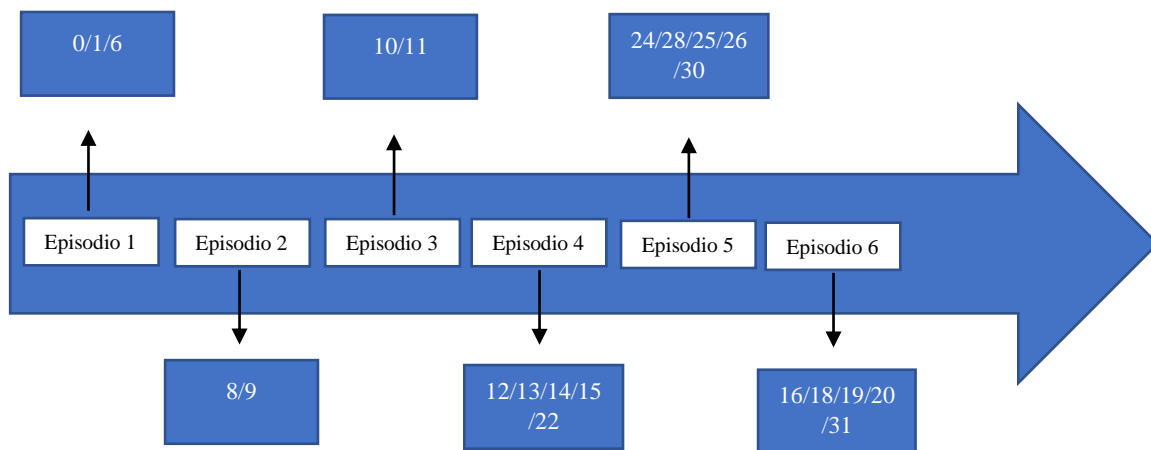 0/1/6
10/11
24/28/25/26
/30
Episodio 1
Episodio 2
Episodio 3
Episodio 4
Episodio 5
Episodio 6
8/9
12/13/14/15
/22
16/18/19/20
/31